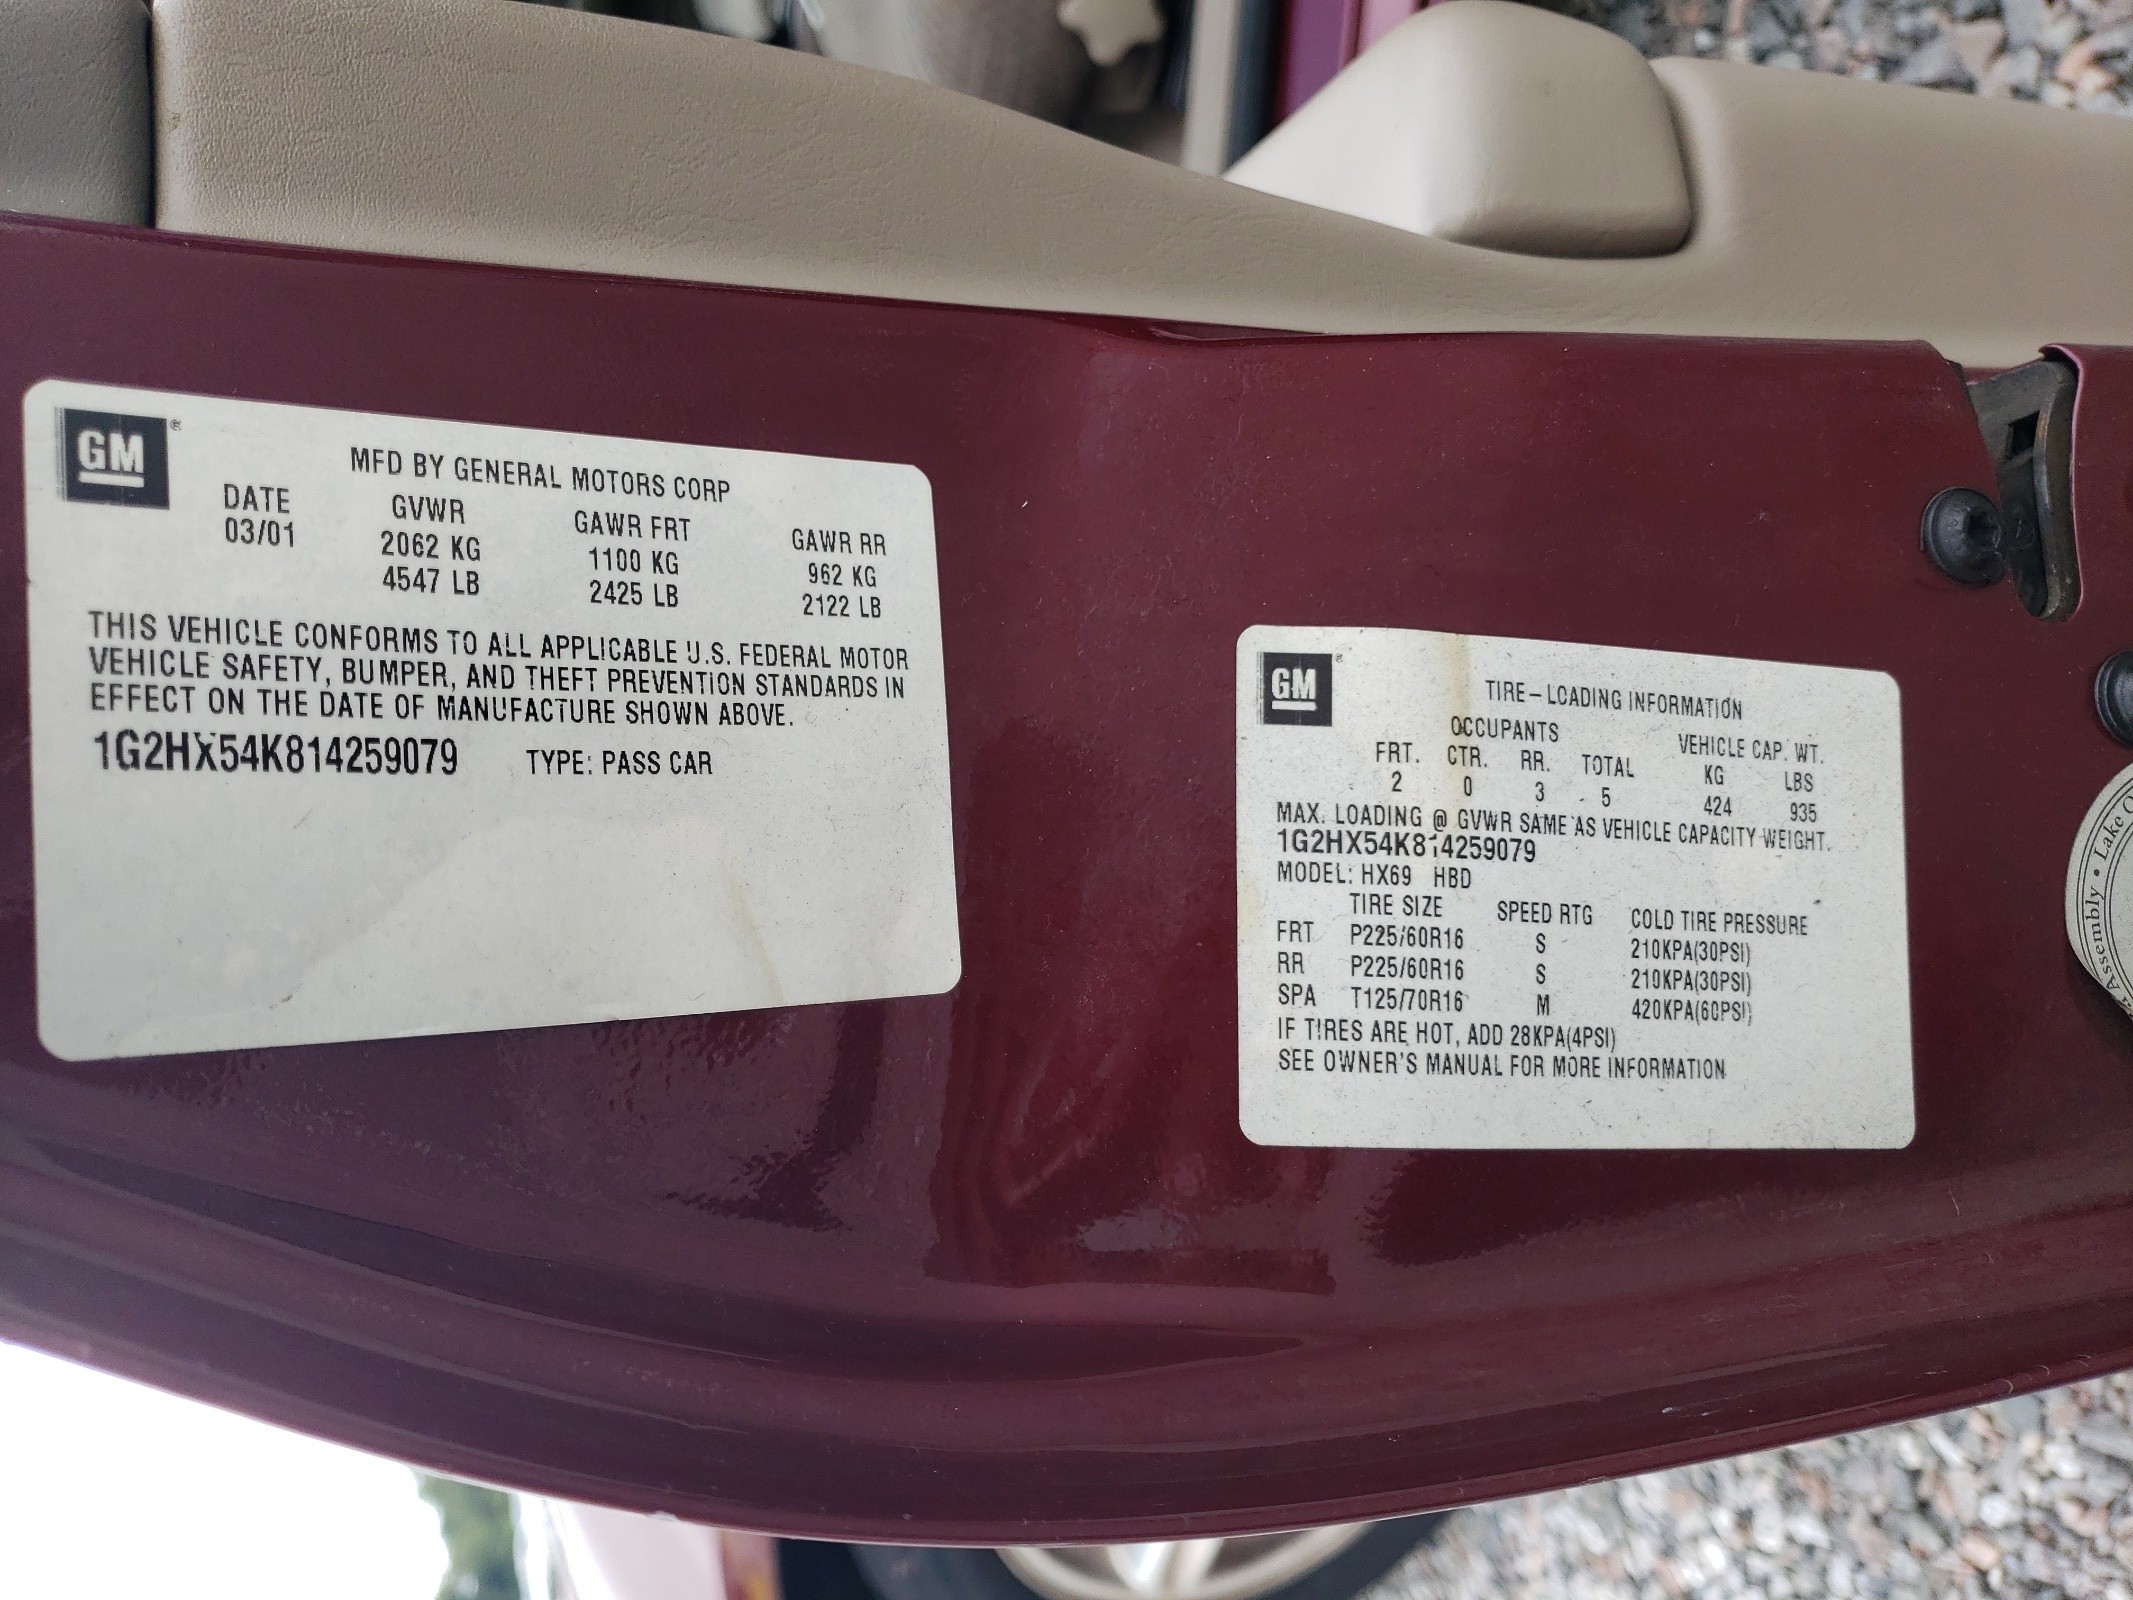 GM ®
MFD BY GENERAL MOTORS CORP
DATE GVWR GAWR FRT GAWR RR
03/01 2062 KG 1100 KG 962 KG
4547 LB 2425 LB 2122 LB
THIS VEHICLE CONFORMS TO ALL APPLICABLE U.S. FEDERAL MOTOR
VEHICLE SAFETY, BUMPER, AND THEFT PREVENTION STANDARDS IN
EFFECT ON THE DATE OF MANUFACTURE SHOWN ABOVE.
1G2HX54K814259079 TYPE: PASS CAR
GM ®
TIRE-LOADING INFORMATION
OCCUPANTS VEHICLE CAP. WT.
FRT. CTR. RR. TOTAL KG LBS
2 0 3 5 424 935
MAX. LOADING @ GVWR SAME AS VEHICLE CAPACITY WEIGHT.
1G2HX54K814259079
MODEL: HX69 HBD
TIRE SIZE SPEED RTG COLD TIRE PRESSURE
FRT P225/60R16 S 210KPA(30PSI)
RR P225/60R16 S 210KPA(30PSI)
SPA T125/70R16 M 420KPA(60PSI)
IF TIRES ARE HOT, ADD 28KPA(4PSI)
SEE OWNER'S MANUAL FOR MORE INFORMATION
Assembly • Lake